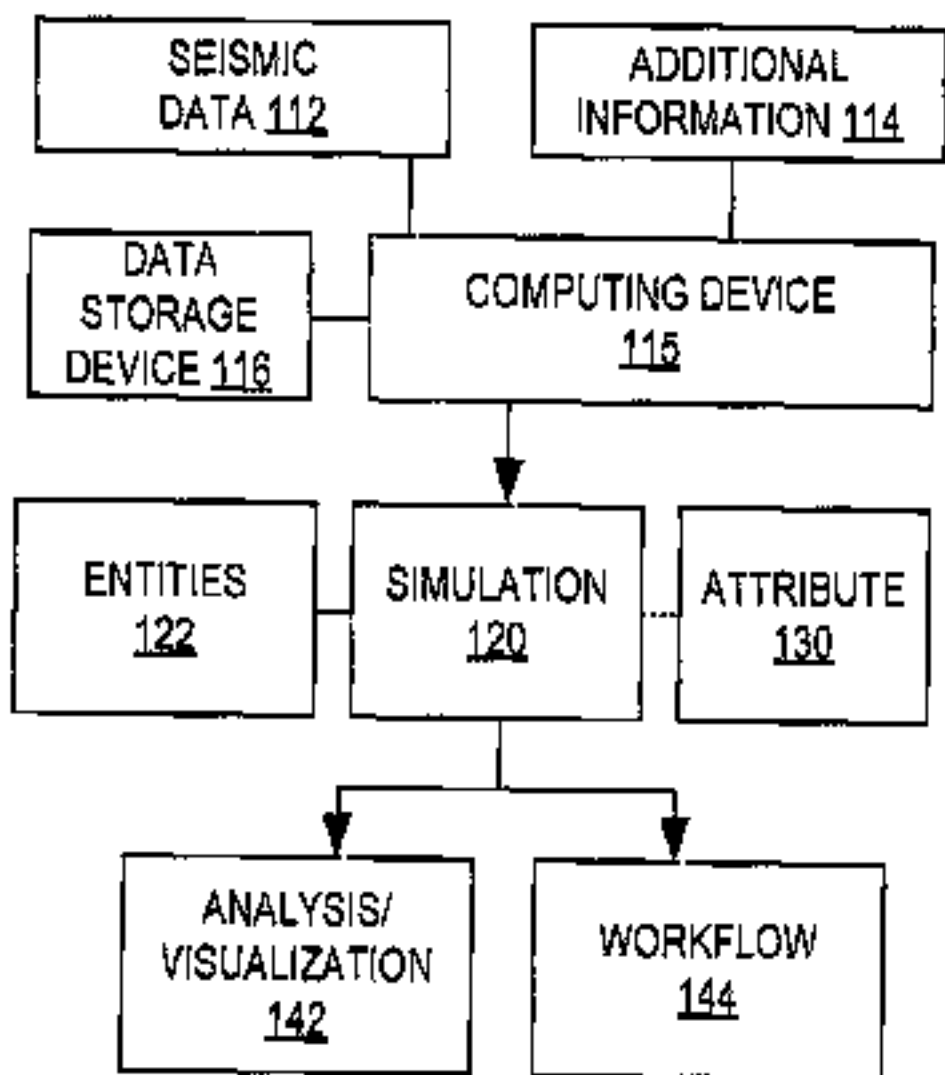 SEISMIC
DATA 112
ADDITIONAL
INFORMATION 114
DATA
STORAGE
DEVICE 116
COMPUTING DEVICE
115
ENTITIES
122
SIMULATION
120
ATTRIBUTE
130
ANALYSIS/
VISUALIZATION
142
WORKFLOW
144